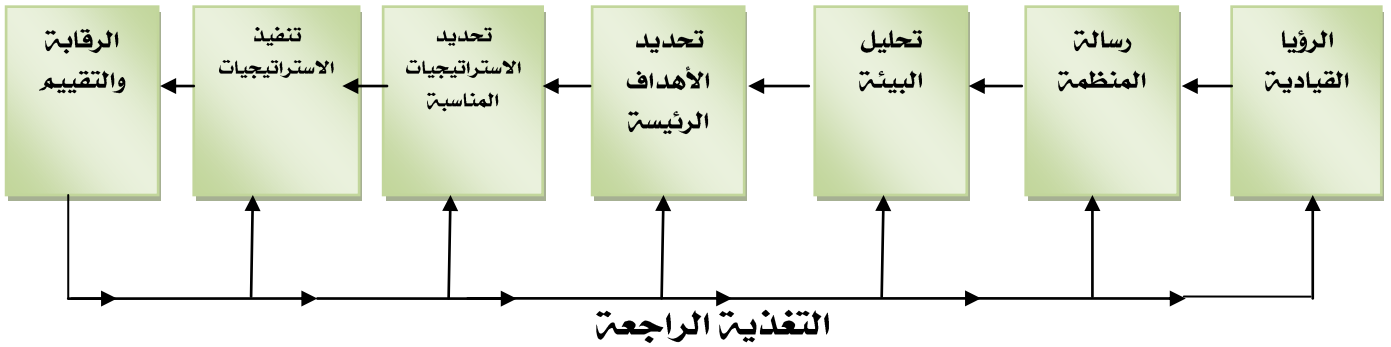 الرؤيا
القيادية
رسالة
المنظمة
تحليل
البيئة
تحديد
الأهداف
الرئيسة
تحديد
الاستراتيجيات
المناسبة
تنفيذ
الاستراتيجيات
الرقابة
والتقييم
التغذية الراجعة